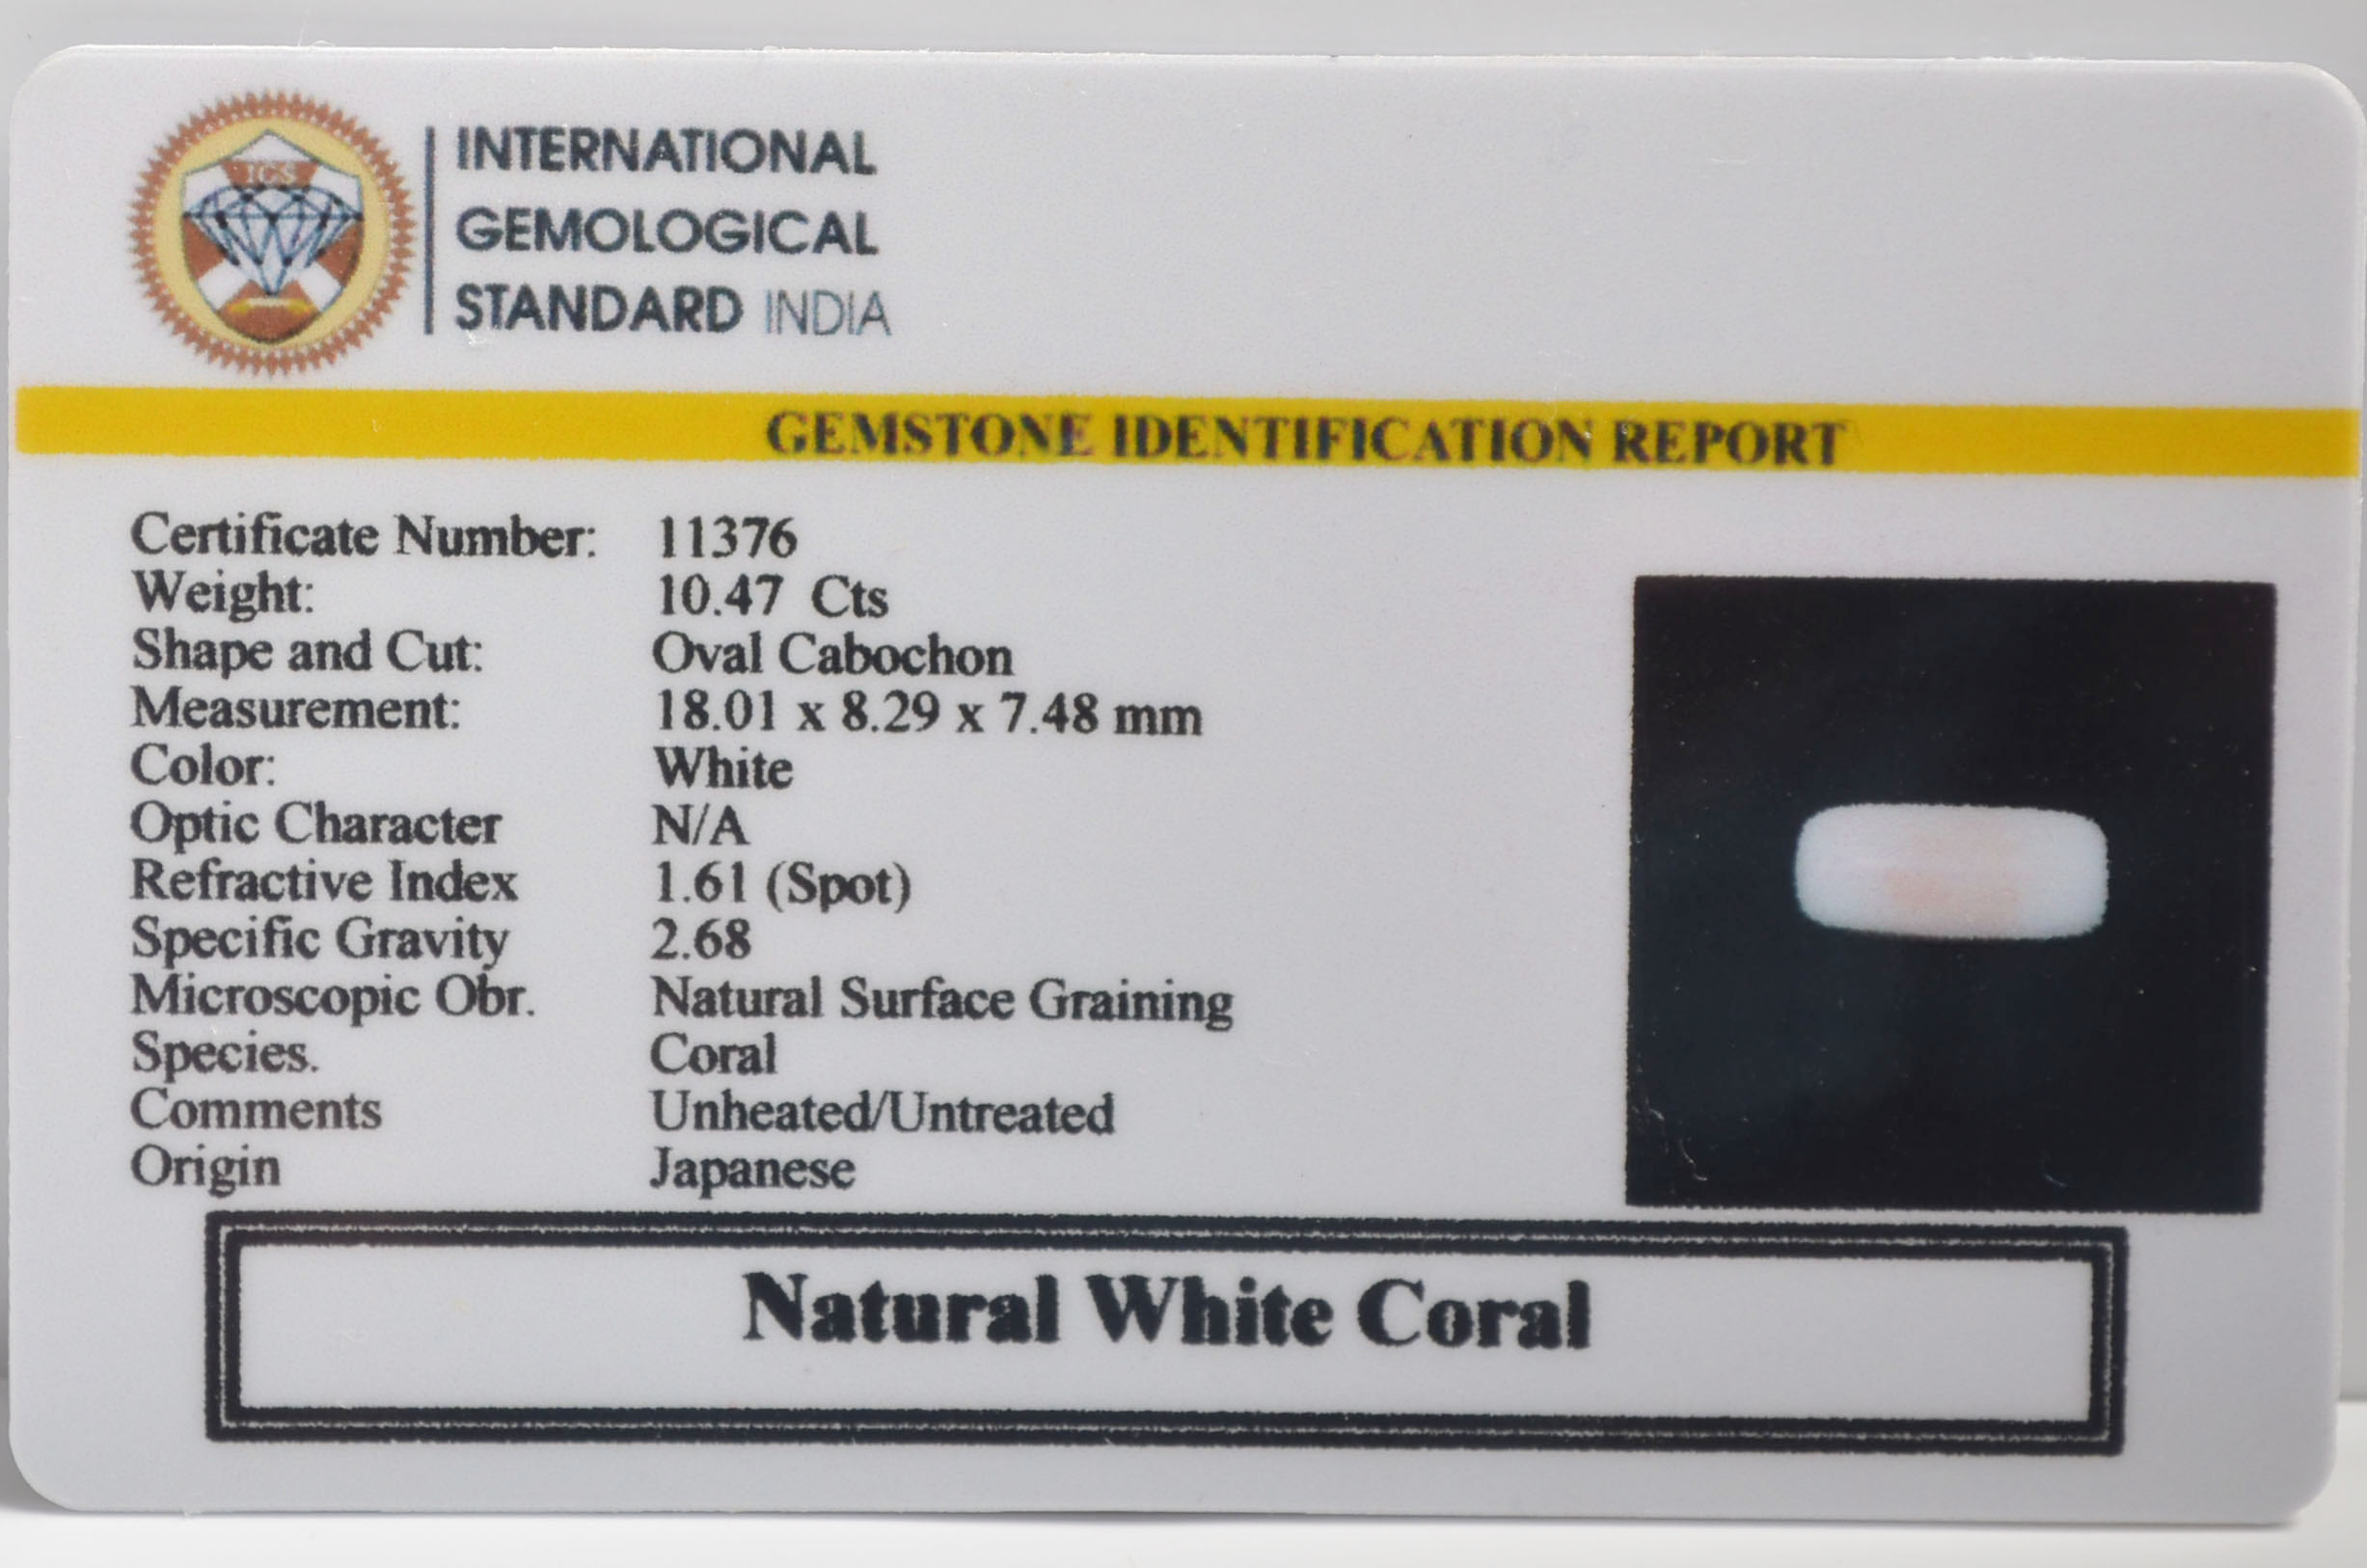 IGS
INTERNATIONAL
GEMOLOGICAL
STANDARD INDIA
GEMSTONE IDENTIFICATION REPORT
Certificate Number: 11376
Weight: 10.47 Cts
Shape and Cut: Oval Cabochon
Measurement: 18.01 x 8.29 x 7.48 mm
Color: White
Optic Character N/A
Refractive Index 1.61 (Spot)
Specific Gravity 2.68
Microscopic Obr. Natural Surface Graining
Species. Coral
Comments Unheated/Untreated
Origin Japanese
Natural White Coral